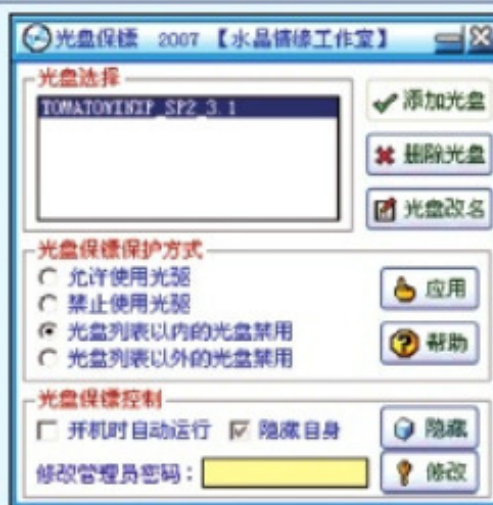 光盘保镖 2007 【水晶情缘工作室】
光盘选择
TOMATOWINXP_SP2_3.1
添加光盘
删除光盘
光盘改名
光盘保镖保护方式
允许使用光驱
禁止使用光驱
光盘列表以内的光盘禁用
光盘列表以外的光盘禁用
应用
帮助
光盘保镖控制
开机时自动运行 隐藏自身
隐藏
修改管理员密码：
修改